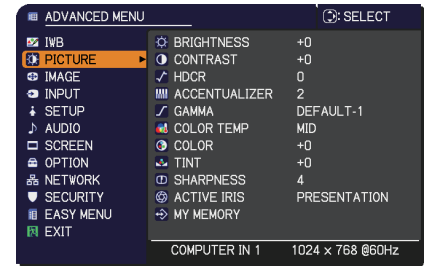 ADVANCED MENU : SELECT
IWB BRIGHTNESS +0
PICTURE CONTRAST +0
IMAGE HDCR 0
INPUT ACCENTUALIZER 2
SETUP GAMMA DEFAULT-1
AUDIO COLOR TEMP MID
SCREEN COLOR +0
OPTION TINT +0
NETWORK SHARPNESS 4
SECURITY ACTIVE IRIS PRESENTATION
EASY MENU MY MEMORY
EXIT
COMPUTER IN 1 1024 x 768 @60Hz